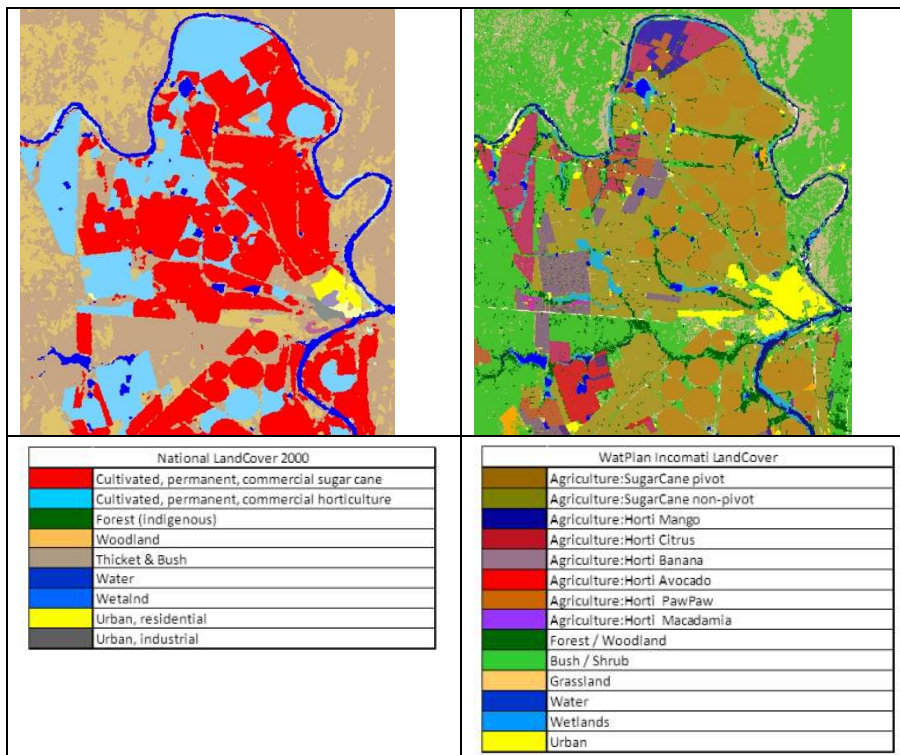 National LandCover 2000
Cultivated, permanent, commercial sugar cane
Cultivated, permanent, commercial horticulture
Forest (indigenous)
Woodland
Thicket & Bush
Water
Wetalnd
Urban, residential
Urban, industrial
WatPlan Incomati LandCover
Agriculture:SugarCane pivot
Agriculture:SugarCane non-pivot
Agriculture:Horti Mango
Agriculture:Horti Citrus
Agriculture:Horti Banana
Agriculture:Horti Avocado
Agriculture:Horti PawPaw
Agriculture:Horti Macadamia
Forest / Woodland
Bush / Shrub
Grassland
Water
Wetlands
Urban